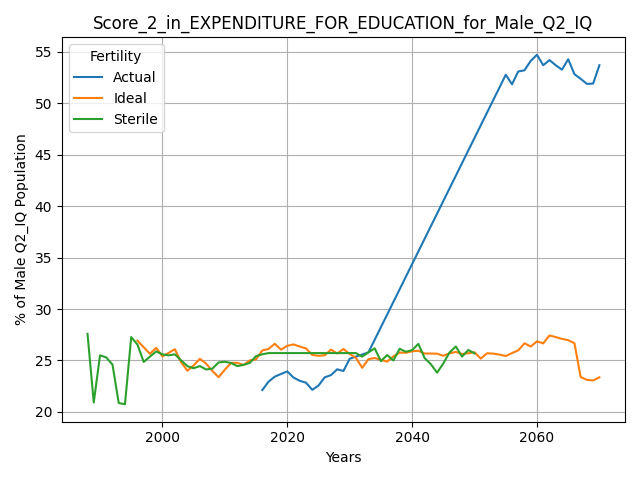 Score_2_in_EXPENDITURE_FOR_EDUCATION_for_Male_Q2_IQ
Fertility
Actual
Ideal
Sterile
% of Male Q2_IQ Population
55
50
45
40
35
30
25
20
2000
2020
2040
2060
Years